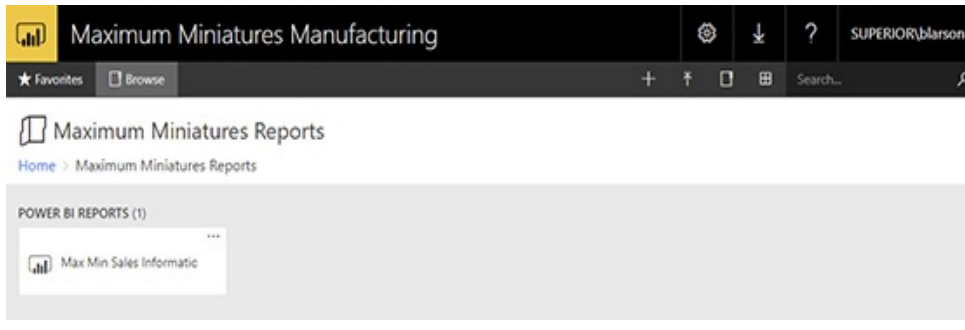 Maximum Miniatures Manufacturing ? SUPERIOR\blarson
★ Favorites Browse + Search...
Maximum Miniatures Reports
Home > Maximum Miniatures Reports
POWER BI REPORTS (1)
...
Max Min Sales Informatic